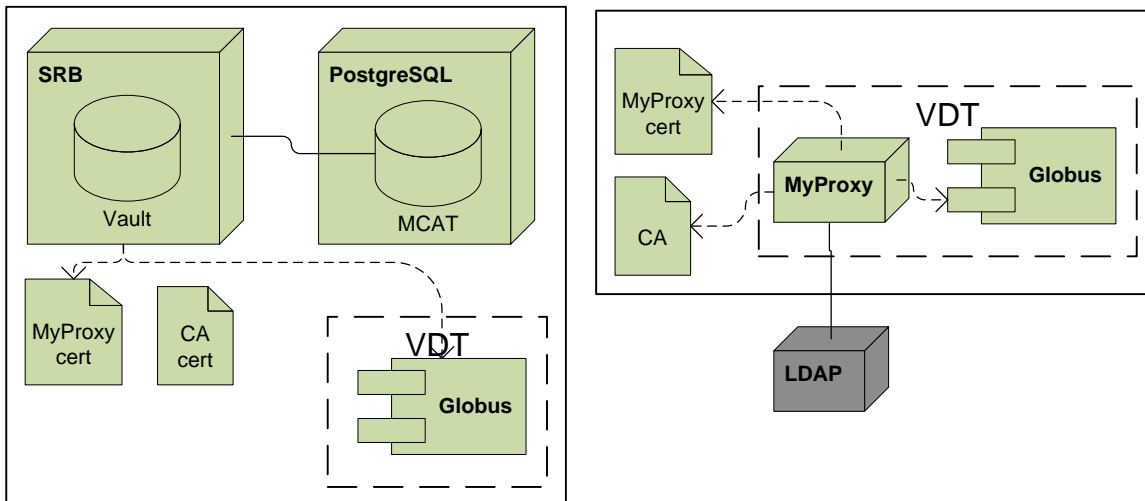 SRB
Vault
PostgreSQL
MCAT
MyProxy
cert
CA
cert
VDT
Globus
MyProxy
cert
CA
VDT
MyProxy
Globus
LDAP